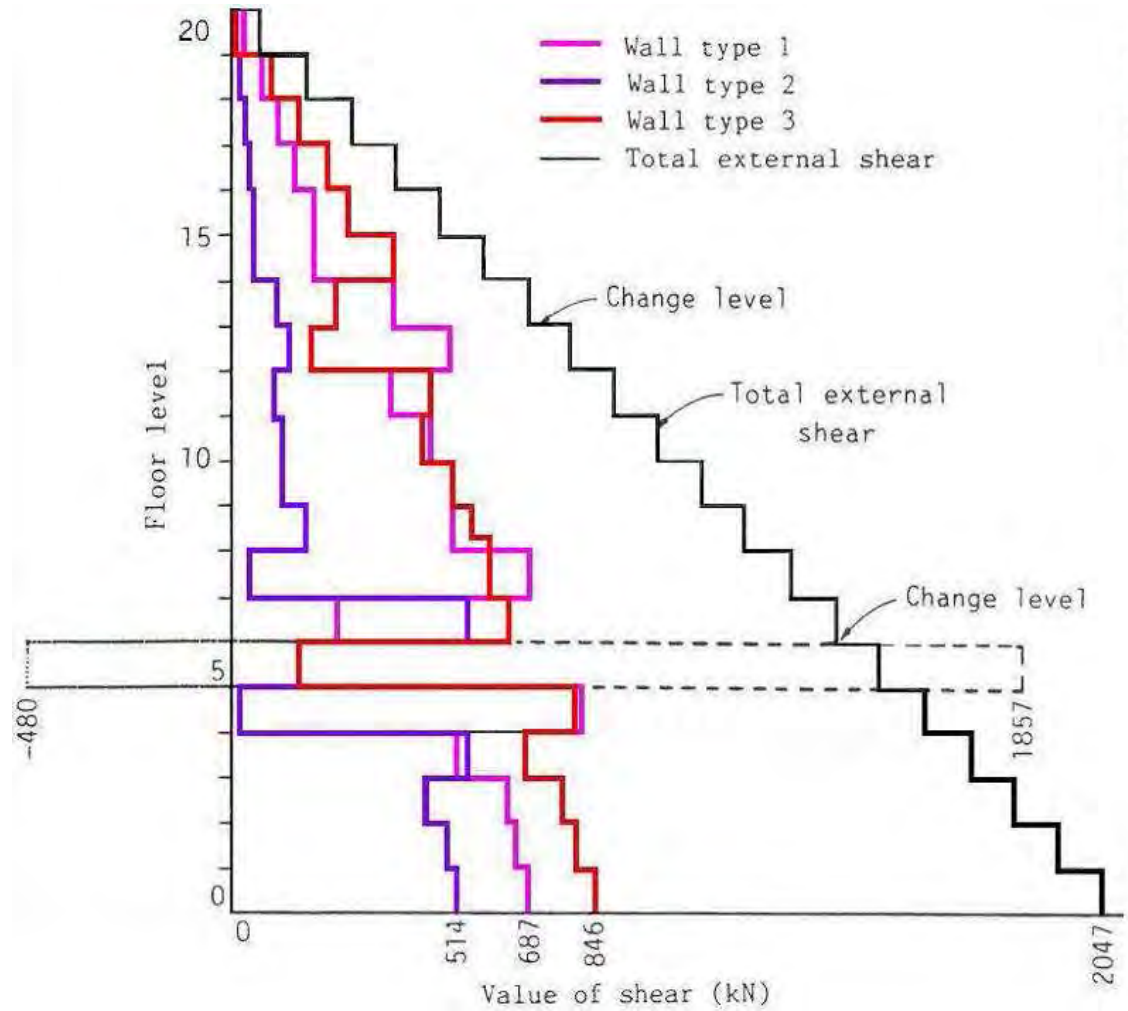 20
Wall type 1
Wall type 2
Wall type 3
Total external shear
15
Change level
Total external
shear
10
Floor level
Change level
5
-480
1857
0
0
514
687
846
2047
Value of shear (kN)